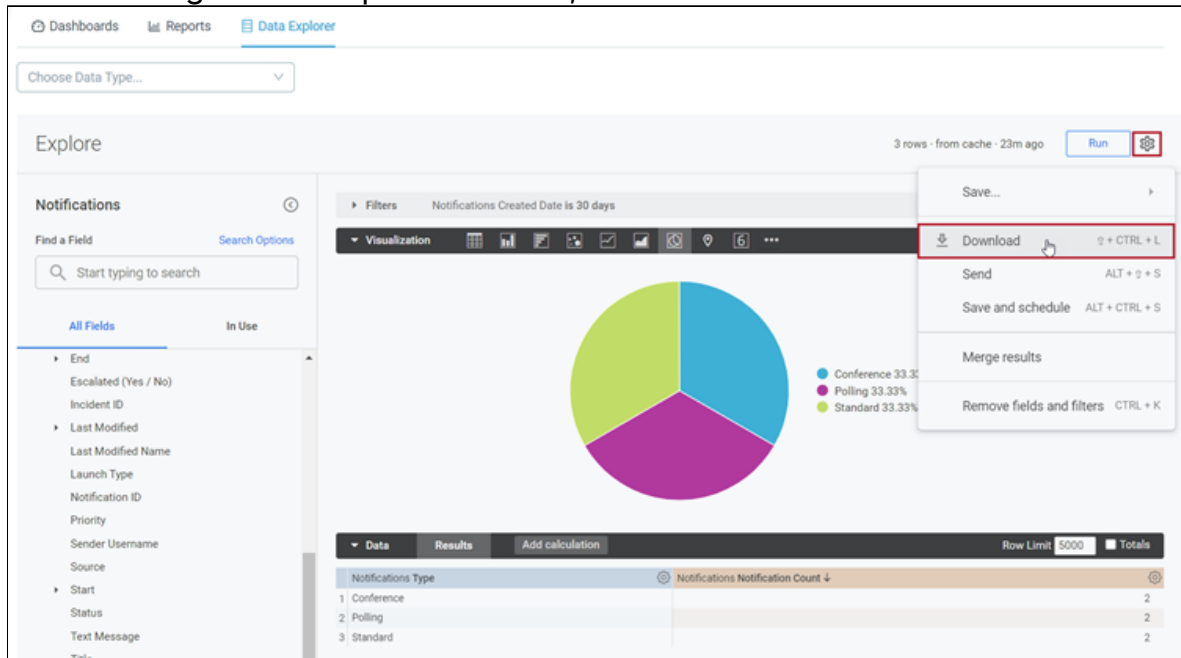 Dashboards Reports Data Explorer
Choose Data Type...
Explore
3 rows · from cache · 23m ago Run
Notifications
Find a Field Search Options
Start typing to search
All Fields In Use
End
Escalated (Yes / No)
Incident ID
Last Modified
Last Modified Name
Launch Type
Notification ID
Priority
Sender Username
Source
Start
Status
Text Message
Filters Notifications Created Date is 30 days
Visualization 6
Conference 33.3
Polling 33.33%
Standard 33.33%
Save...
Download ⇧ + CTRL + L
Send ALT + ⇧ + S
Save and schedule ALT + CTRL + S
Merge results
Remove fields and filters CTRL + K
Data Results Add calculation Row Limit 5000 Totals
Notifications Type Notifications Notification Count ↓
1 Conference 2
2 Polling 2
3 Standard 2